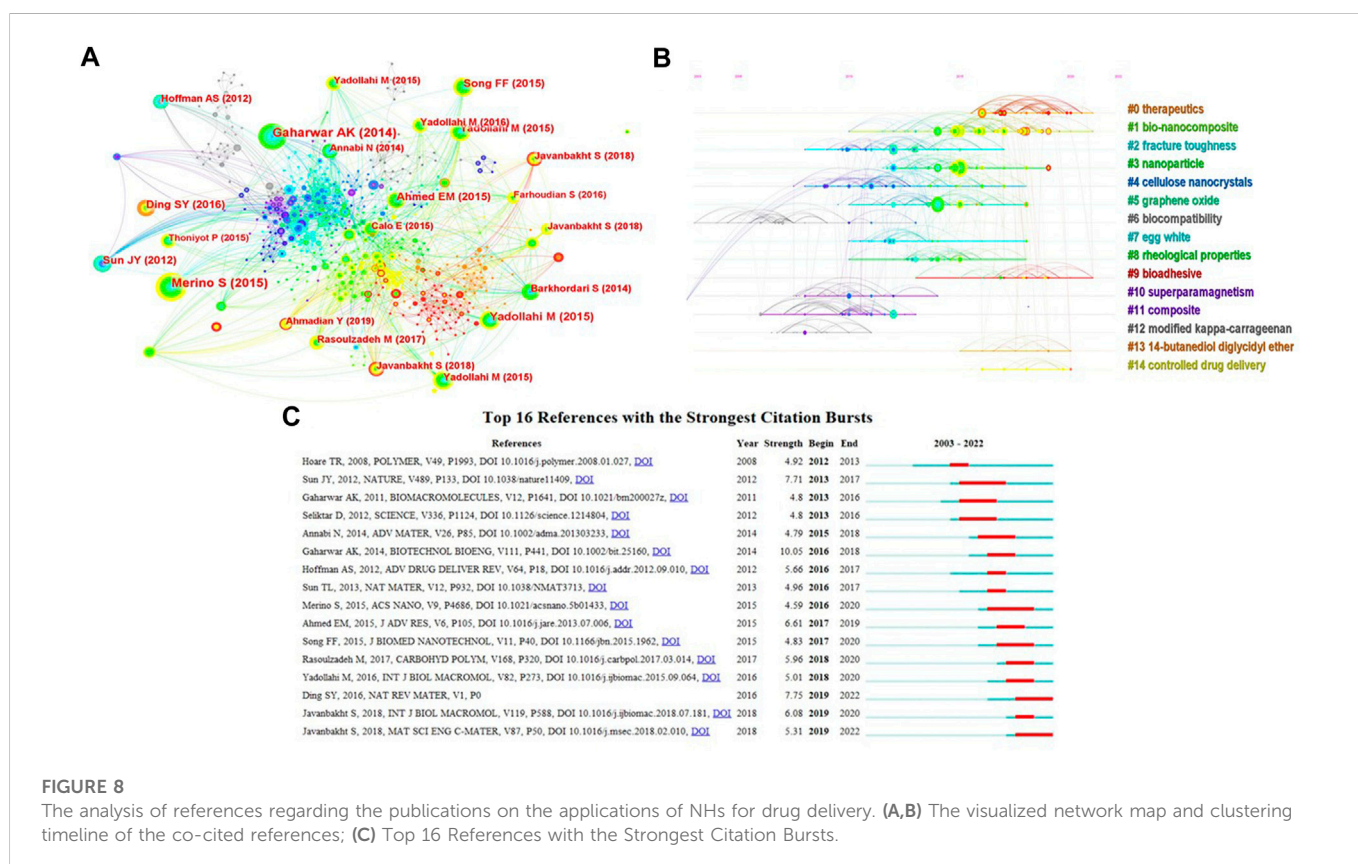 A
Yadollahi M (2015)
Song FF (2015)
Hoffman AS (2012)
Yadollahi M (2016)
Yadollahi M (2015)
Gaharwar AK (2014)
Annabi N (2014)
Javanbakht S (2018)
Ding SY (2016)
Ahmed EM (2015)
Farhoudian S (2016)
Calo E (2015)
Javanbakht S (2018)
Thoniyot P (2015)
Sun JY (2012)
Merino S (2015)
Barkhordari S (2014)
Ahmadian Y (2019)
Yadollahi M (2015)
Rasoulzadeh M (2017)
Javanbakht S (2018)
Yadollahi M (2015)
B
#0 therapeutics
#1 bio-nanocomposite
#2 fracture toughness
#3 nanoparticle
#4 cellulose nanocrystals
#5 graphene oxide
#6 biocompatibility
#7 egg white
#8 rheological properties
#9 bioadhesive
#10 superparamagnetism
#11 composite
#12 modified kappa-carrageenan
#13 14-butanediol diglycidyl ether
#14 controlled drug delivery
C
Top 16 References with the Strongest Citation Bursts
References Year Strength Begin End 2003 - 2022
Hoare TR, 2008, POLYMER, V49, P1993, DOI 10.1016/j.polymer.2008.01.027, DOI 2008 4.92 2012 2013
Sun JY, 2012, NATURE, V489, P133, DOI 10.1038/nature11409, DOI 2012 7.71 2013 2017
Gaharwar AK, 2011, BIOMACROMOLECULES, V12, P1641, DOI 10.1021/bm200027z, DOI 2011 4.8 2013 2016
Seliktar D, 2012, SCIENCE, V336, P1124, DOI 10.1126/science.1214804, DOI 2012 4.8 2013 2016
Annabi N, 2014, ADV MATER, V26, P85, DOI 10.1002/adma.201303233, DOI 2014 4.79 2015 2018
Gaharwar AK, 2014, BIOTECHNOL BIOENG, V111, P441, DOI 10.1002/bit.25160, DOI 2014 10.05 2016 2018
Hoffman AS, 2012, ADV DRUG DELIVER REV, V64, P18, DOI 10.1016/j.addr.2012.09.010, DOI 2012 5.66 2016 2017
Sun TL, 2013, NAT MATER, V12, P932, DOI 10.1038/NMAT3713, DOI 2013 4.96 2016 2017
Merino S, 2015, ACS NANO, V9, P4686, DOI 10.1021/acsnano.5b01433, DOI 2015 4.59 2016 2020
Ahmed EM, 2015, J ADV RES, V6, P105, DOI 10.1016/j.jare.2013.07.006, DOI 2015 6.61 2017 2019
Song FF, 2015, J BIOMED NANOTECHNOL, V11, P40, DOI 10.1166/jbn.2015.1962, DOI 2015 4.83 2017 2020
Rasoulzadeh M, 2017, CARBOHYD POLYM, V168, P320, DOI 10.1016/j.carbpol.2017.03.014, DOI 2017 5.96 2018 2020
Yadollahi M, 2016, INT J BIOL MACROMOL, V82, P273, DOI 10.1016/j.ijbiomac.2015.09.064, DOI 2016 5.01 2018 2020
Ding SY, 2016, NAT REV MATER, V1, P0 2016 7.75 2019 2022
Javanbakht S, 2018, INT J BIOL MACROMOL, V119, P588, DOI 10.1016/j.ijbiomac.2018.07.181, DOI 2018 6.08 2019 2020
Javanbakht S, 2018, MAT SCI ENG C-MATER, V87, P50, DOI 10.1016/j.msec.2018.02.010, DOI 2018 5.31 2019 2022
FIGURE 8
The analysis of references regarding the publications on the applications of NHs for drug delivery. (A,B) The visualized network map and clustering
timeline of the co-cited references; (C) Top 16 References with the Strongest Citation Bursts.